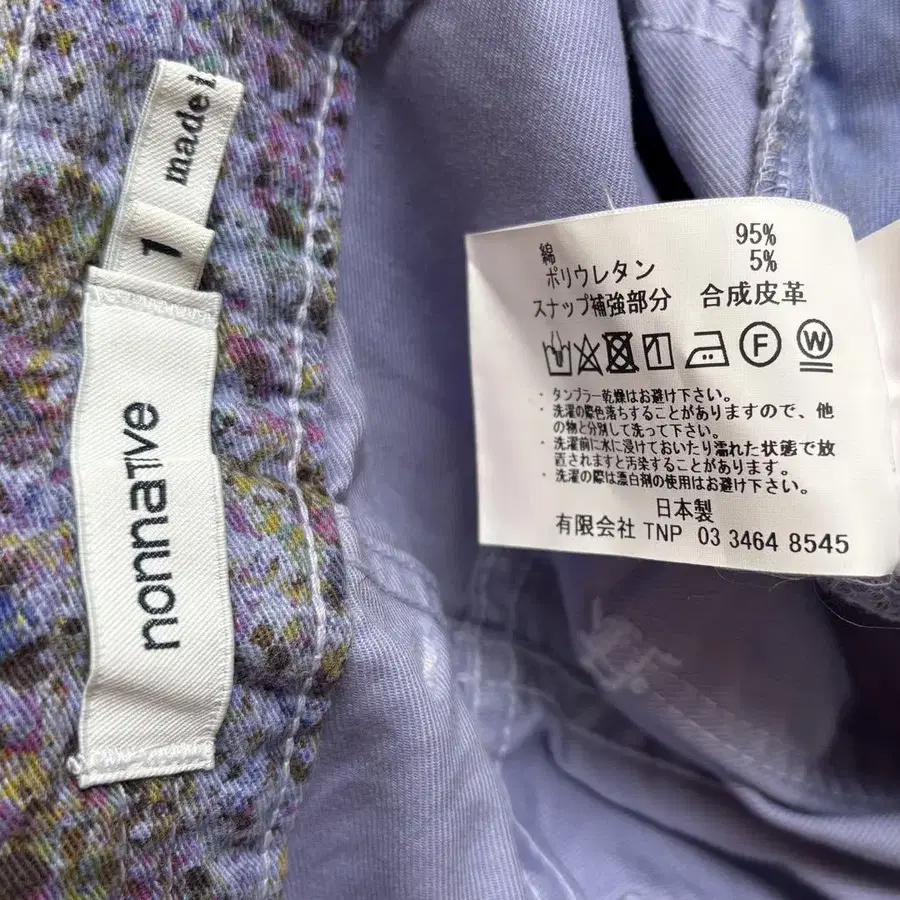 made i
1
nonnaTIve
綿 95%
ポリウレタン 5%
スナップ補強部分 合成皮革
F W
・タンブラー乾燥はお避け下さい。
・洗濯の際色落ちすることがありますので、他
の物と分別して洗って下さい。
・洗濯前に水に浸けておいたり濡れた状態で放
置されますと汚染することがあります。
・洗濯の際は漂白剤の使用はお避け下さい。
日本製
有限会社 TNP 03 3464 8545